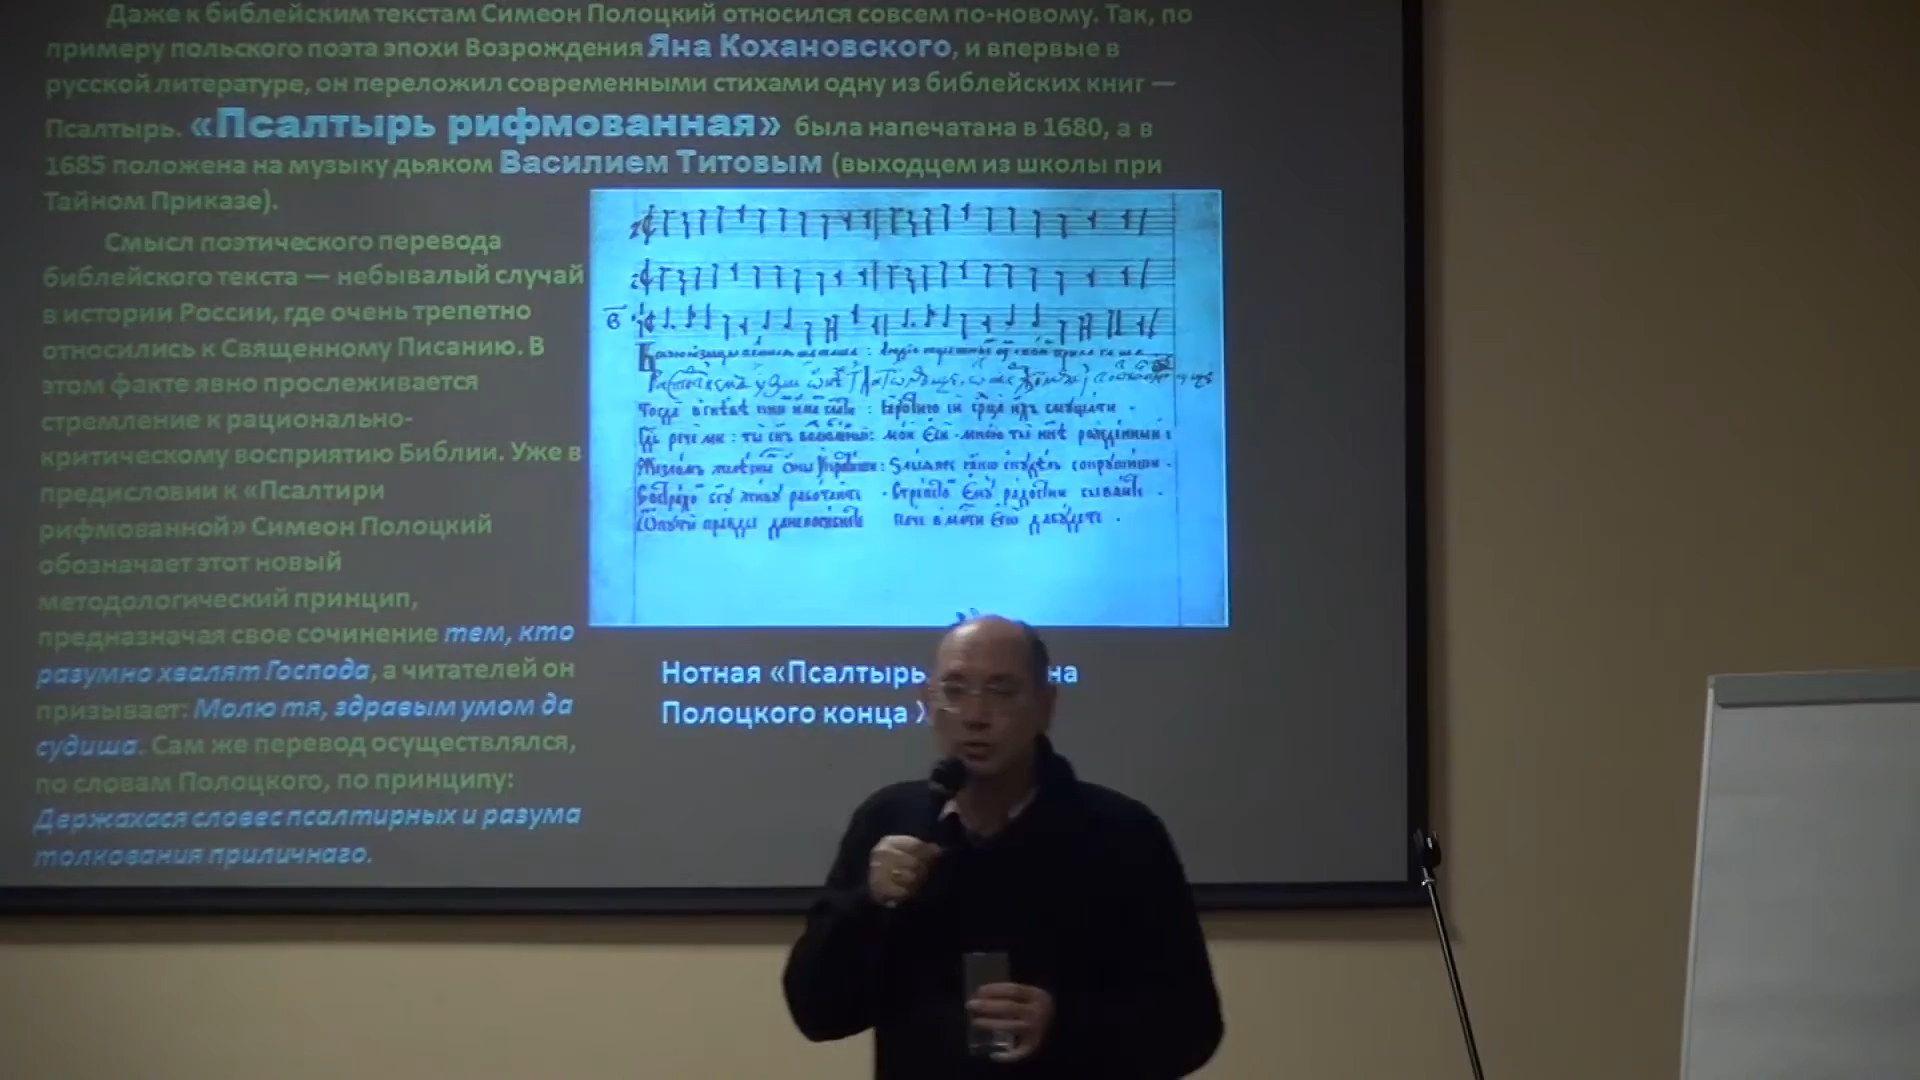 Даже к библейским текстам Симеон Полоцкий относился совсем по-новому. Так, по
примеру польского поэта эпохи Возрождения Яна Кохановского, и впервые в
русской литературе, он переложил современными стихами одну из библейских книг —
Псалтырь. «Псалтырь рифмованная» была напечатана в 1680, а в
1685 положена на музыку дьяком Василием Титовым (выходцем из школы при
Тайном Приказе).
Смысл поэтического перевода
библейского текста — небывалый случай
в истории России, где очень трепетно
относились к Священному Писанию. В
этом факте явно прослеживается
стремление к рационально-
критическому восприятию Библии. Уже в
предисловии к «Псалтири
рифмованной» Симеон Полоцкий
обозначает этот новый
методологический принцип,
предназначая свое сочинение тем, кто
разумно хвалят Господа, а читателей он
призывает: Молю тя, здравым умом да
судиша. Сам же перевод осуществлялся,
по словам Полоцкого, по принципу:
Держахася словес псалтирных и разума
толкования приличнаго.
Нотная «Псалтырь на
Полоцкого конца